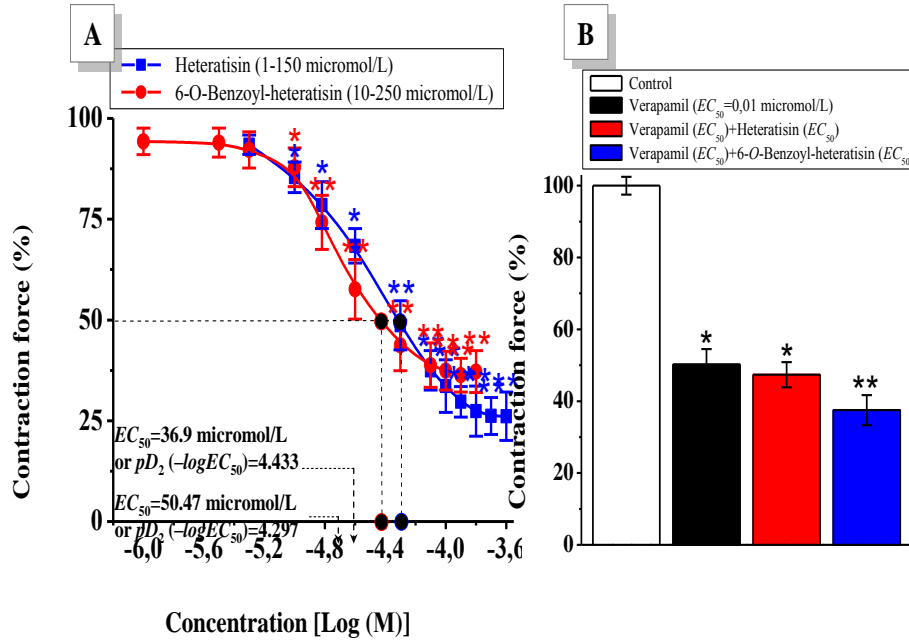 A
Heteratisin (1-150 micromol/L)
6-O-Benzoyl-heteratisin (10-250 micromol/L)
Contraction force (%)
100
75
50
25
0
* * * ** * ** ** ** ** ** ** ** ** ** ** **
EC50=36.9 micromol/L
or pD2 (–logEC50)=4.433
EC50=50.47 micromol/L
or pD2 (–logEC50)=4.297
-6,0 -5,6 -5,2 -4,8 -4,4 -4,0 -3,6
Concentration [Log (M)]
B
Control
Verapamil (EC50=0,01 micromol/L)
Verapamil (EC50)+Heteratisin (EC50)
Verapamil (EC50)+6-O-Benzoyl-heteratisin (EC50
Contraction force (%)
100
80
60
40
20
0
* * **